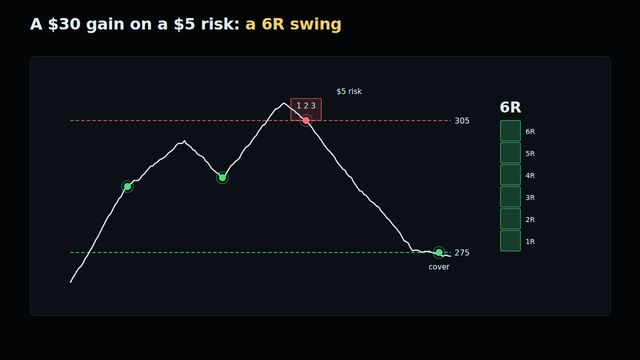 A $30 gain on a $5 risk: a 6R swing
$5 risk
1 2 3
6R
305
6R
5R
4R
3R
2R
1R
275
cover